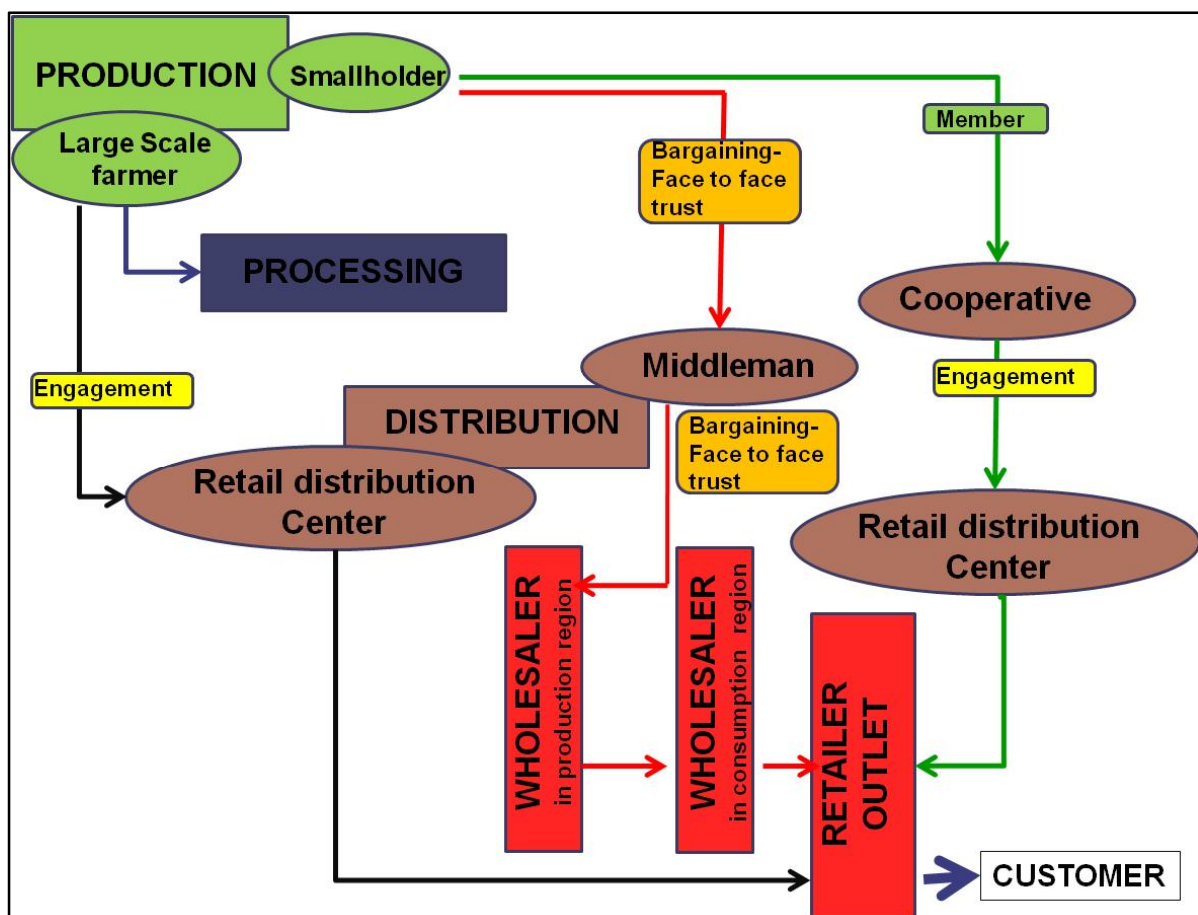 PRODUCTION
Smallholder
Large Scale
farmer
Member
Bargaining-
Face to face
trust
PROCESSING
Cooperative
Middleman
Engagement
Engagement
DISTRIBUTION
Bargaining-
Face to face
trust
Retail distribution
Center
Retail distribution
Center
WHOLESALER
in production region
WHOLESALER
in consumption region
RETAILER
OUTLET
CUSTOMER